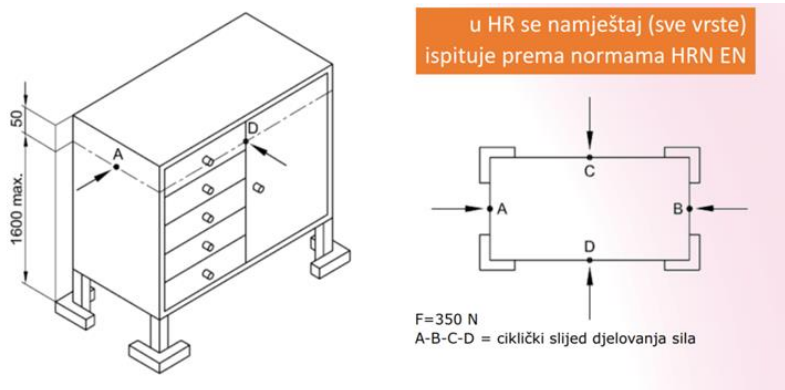 50
1600 max.
A
D
u HR se namještaj (sve vrste)
ispituje prema normama HRN EN
C
A
B
D
F=350 N
A-B-C-D = ciklički slijed djelovanja sila